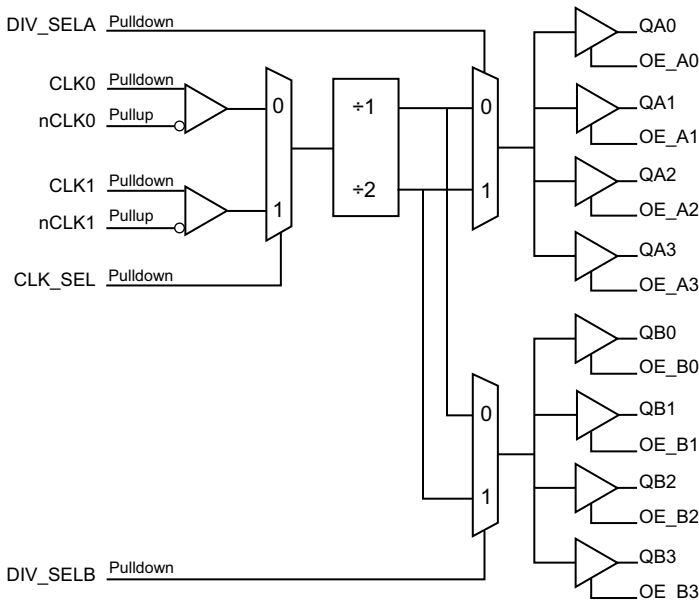 DIV_SELA Pulldown
CLK0 Pulldown
nCLK0 Pullup
CLK1 Pulldown
nCLK1 Pullup
CLK_SEL Pulldown
0
1
÷1
÷2
0
1
QA0
OE_A0
QA1
OE_A1
QA2
OE_A2
QA3
OE_A3
0
1
QB0
OE_B0
QB1
OE_B1
QB2
OE_B2
QB3
OE_B3
DIV_SELB Pulldown